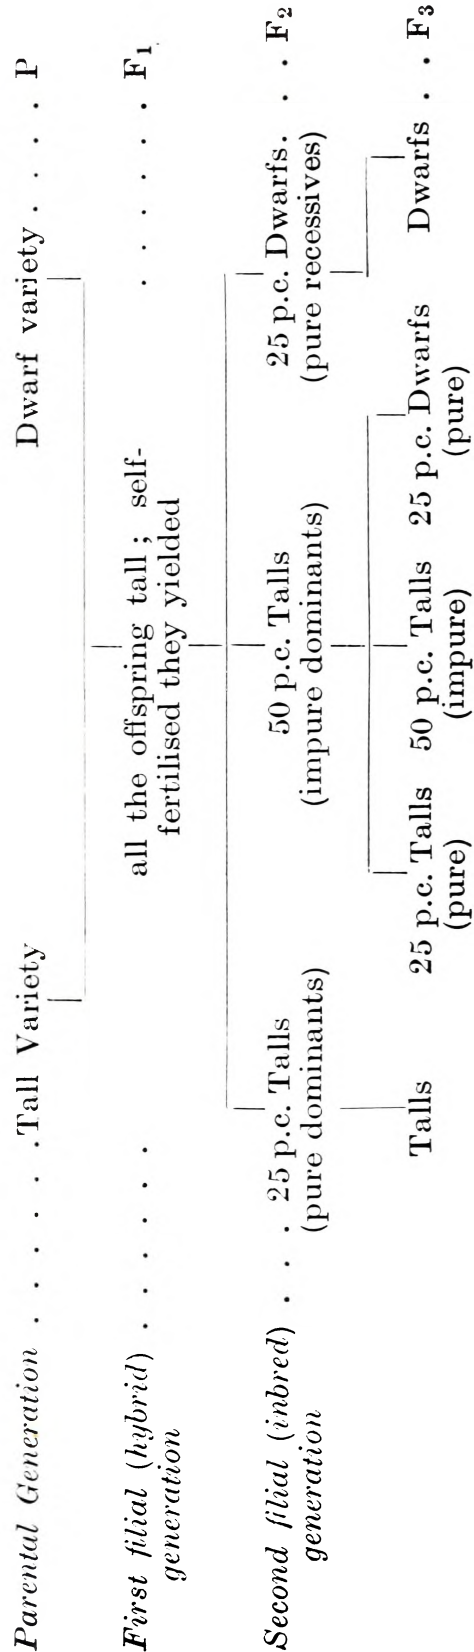 Parental Generation . . . . . . . Tall Variety Dwarf variety . . . . . P
First filial (hybrid) . . . . . . all the offspring tall ; self- . . . . . . . F1
generation fertilised they yielded
Second filial (inbred) . . . 25 p.c. Talls 50 p.c. Talls 25 p.c. Dwarfs. . . . F2
generation (pure dominants) (impure dominants) (pure recessives)
Talls 25 p.c. Talls 50 p.c. Talls 25 p.c. Dwarfs Dwarfs . . F3
(pure) (impure) (pure)